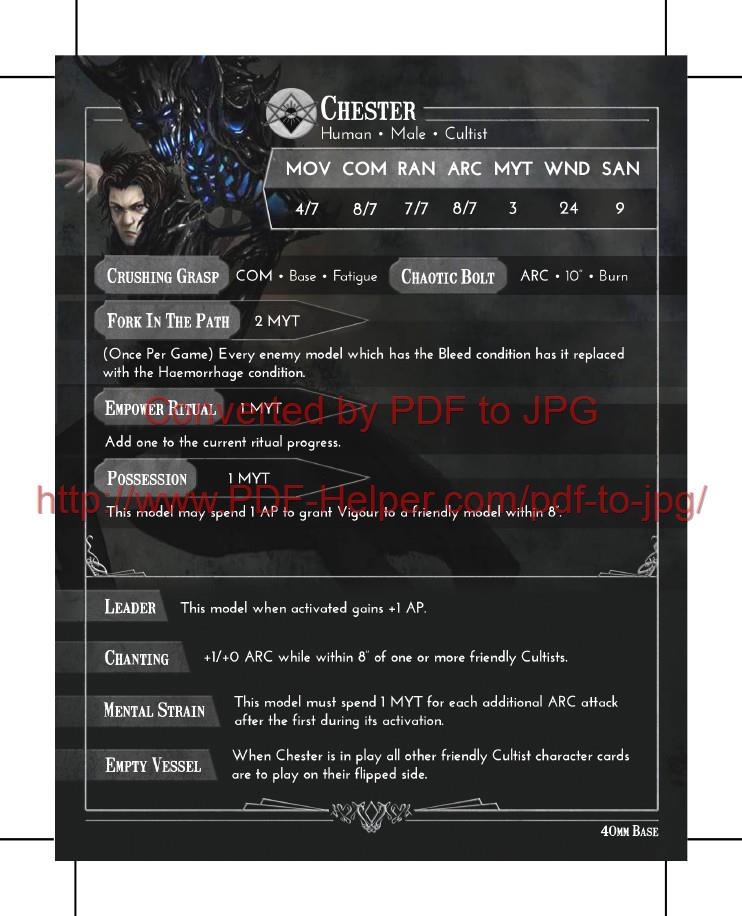 CHESTER
Human • Male • Cultist
MOV COM RAN ARC MYT WND SAN
4/7 8/7 7/7 8/7 3 24 9
CRUSHING GRASP COM • Base • Fatigue CHAOTIC BOLT ARC • 10" • Burn
FORK IN THE PATH 2 MYT
(Once Per Game) Every enemy model which has the Bleed condition has it replaced
with the Haemorrhage condition.
EMPOWER RITUAL 1 MYT
Converted by PDF to JPG
Add one to the current ritual progress.
POSSESSION 1 MYT
http://www.PDF-Helper.com/pdf-to-jpg/
This model may spend 1 AP to grant Vigour to a friendly model within 8".
LEADER This model when activated gains +1 AP.
CHANTING +1/+0 ARC while within 8" of one or more friendly Cultists.
MENTAL STRAIN This model must spend 1 MYT for each additional ARC attack
after the first during its activation.
EMPTY VESSEL When Chester is in play all other friendly Cultist character cards
are to play on their flipped side.
40MM BASE